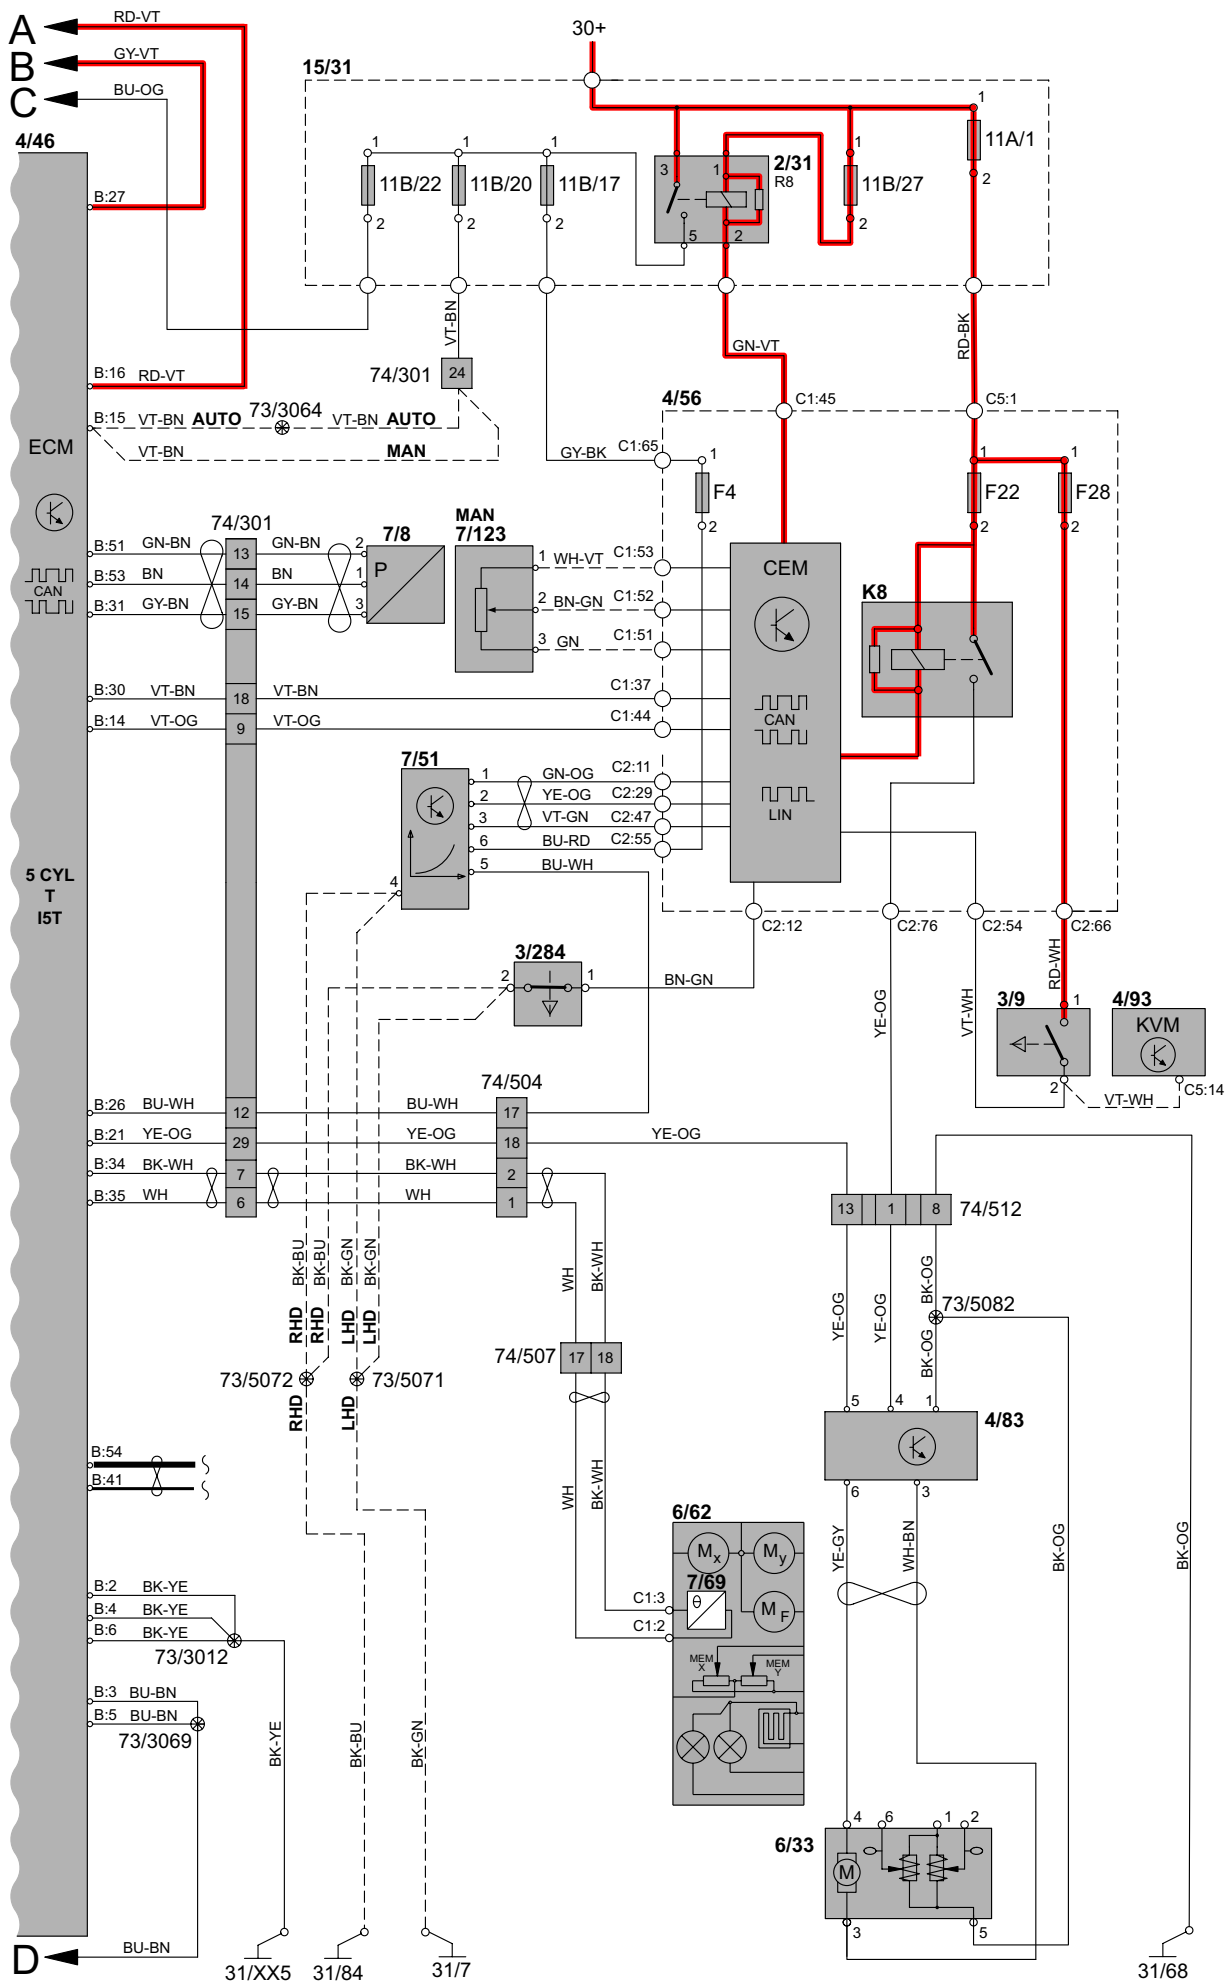 A
RD-VT
B
GY-VT
C
BU-OG
30+
15/31
4/46
B:27
1
11B/22
2
1
11B/20
2
1
11B/17
2
3
1
2/31
R8
5
2
1
11B/27
2
1
11A/1
2
VT-BN
GN-VT
RD-BK
74/301
24
B:16
RD-VT
B:15
VT-BN
AUTO
73/3064
VT-BN
AUTO
VT-BN
MAN
4/56
C1:45
C5:1
GY-BK
C1:65
1
F4
2
1
F22
2
1
F28
2
ECM
CAN
74/301
B:51
GN-BN
13
GN-BN
2
7/8
B:53
BN
14
BN
1
P
B:31
GY-BN
15
GY-BN
3
MAN
7/123
1
WH-VT
C1:53
2
BN-GN
C1:52
3
GN
C1:51
CEM
CAN
LIN
K8
B:30
VT-BN
18
VT-BN
C1:37
B:14
VT-OG
9
VT-OG
C1:44
7/51
1
GN-OG
C2:11
2
YE-OG
C2:29
3
VT-GN
C2:47
6
BU-RD
C2:55
5
BU-WH
4
5 CYL
T
I5T
C2:12
C2:76
C2:54
C2:66
3/284
2
1
BN-GN
YE-OG
VT-WH
RD-WH
3/9
1
2
4/93
KVM
C5:14
VT-WH
74/504
B:26
BU-WH
12
BU-WH
17
B:21
YE-OG
29
YE-OG
18
YE-OG
B:34
BK-WH
7
BK-WH
2
B:35
WH
6
WH
1
13
1
8
74/512
BK-BU
BK-BU
BK-GN
BK-GN
RHD
RHD
LHD
LHD
WH
BK-WH
YE-OG
YE-OG
BK-OG
73/5082
BK-OG
74/507
17
18
73/5072
73/5071
RHD
LHD
5
4
1
4/83
6
3
B:54
B:41
WH
BK-WH
YE-GY
WH-BN
BK-OG
BK-OG
6/62
Mx
My
7/69
θ
MF
C1:3
C1:2
MEM
X
MEM
Y
B:2
BK-YE
B:4
BK-YE
B:6
BK-YE
73/3012
B:3
BU-BN
B:5
BU-BN
73/3069
BK-YE
BK-BU
BK-GN
4
6
1
2
6/33
M
3
5
D
BU-BN
31/XX5
31/84
31/7
31/68